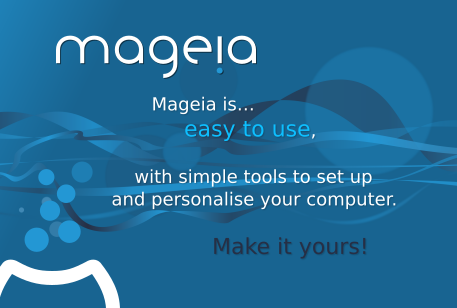 mageia
Mageia is...
easy to use,
with simple tools to set up
and personalise your computer.
Make it yours!